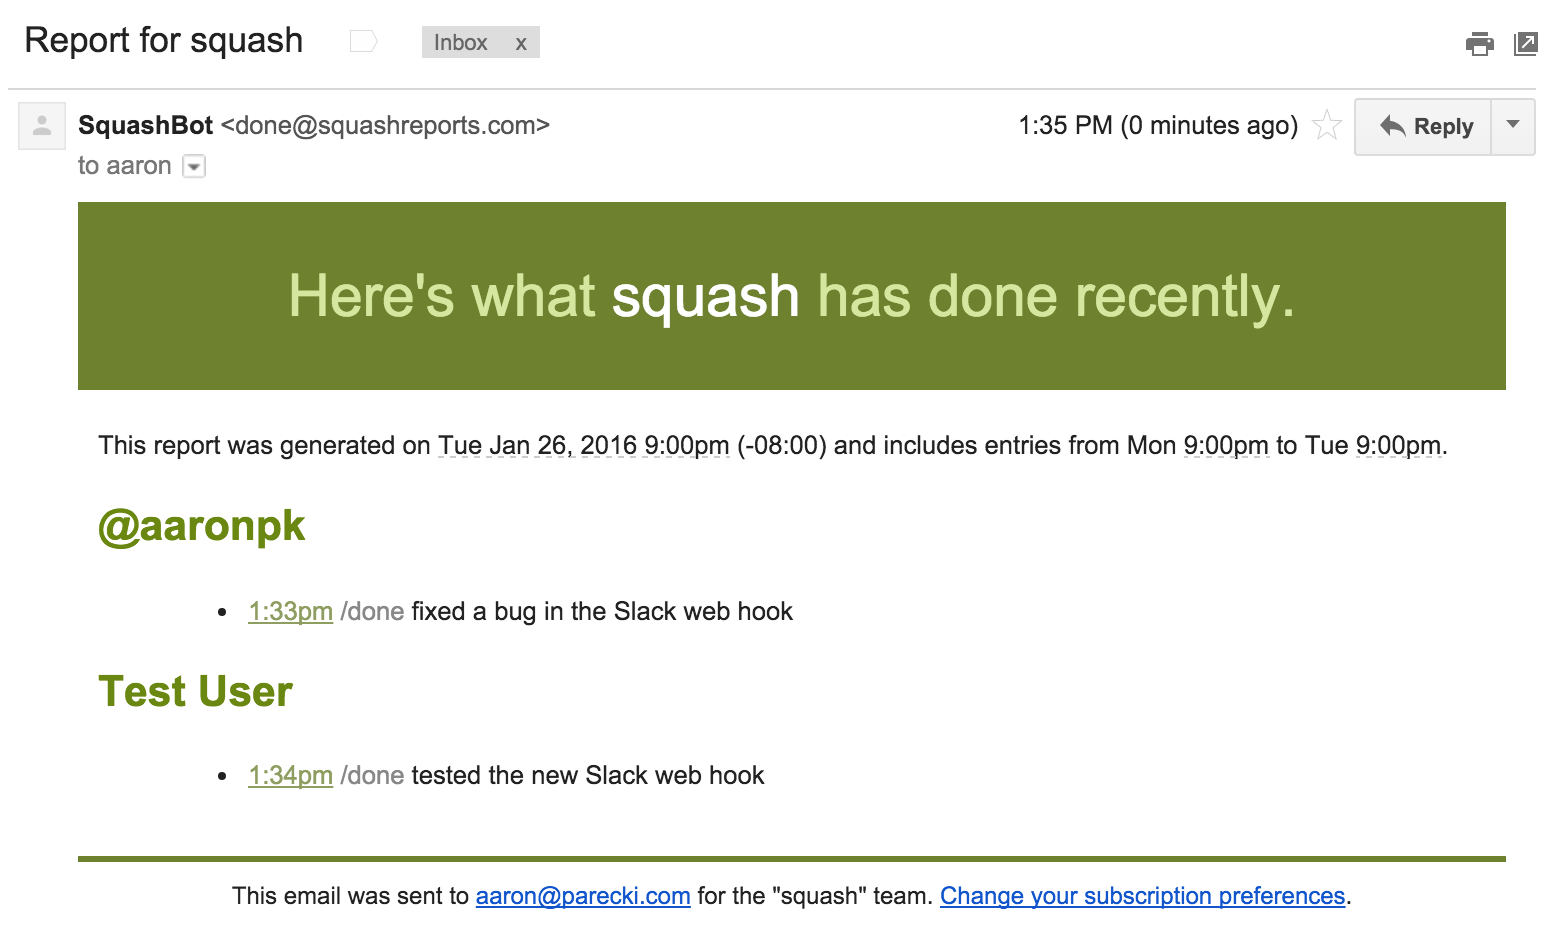 Report for squash Inbox x
SquashBot <done@squashreports.com> 1:35 PM (0 minutes ago) Reply
to aaron
Here's what squash has done recently.
This report was generated on Tue Jan 26, 2016 9:00pm (-08:00) and includes entries from Mon 9:00pm to Tue 9:00pm.
@aaronpk
• 1:33pm /done fixed a bug in the Slack web hook
Test User
• 1:34pm /done tested the new Slack web hook
This email was sent to aaron@parecki.com for the "squash" team. Change your subscription preferences.